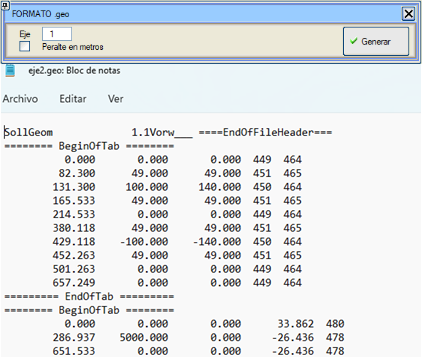 FORMATO .geo
Eje 1
Peralte en metros
Generar
eje2.geo: Bloc de notas
Archivo Editar Ver
SollGeom 1.1Vorw___ ====EndOfFileHeader===
======== BeginOfTab ========
0.000 0.000 0.000 449 464
82.300 49.000 49.000 451 465
131.300 100.000 140.000 450 464
165.533 49.000 49.000 451 465
214.533 0.000 0.000 449 464
380.118 49.000 49.000 451 465
429.118 -100.000 -140.000 450 464
452.263 49.000 49.000 451 465
501.263 0.000 0.000 449 464
657.249 0.000 0.000 449 464
========= EndOfTab =========
======== BeginOfTab ========
0.000 0.000 0.000 33.862 480
286.937 5000.000 0.000 -26.436 478
651.533 0.000 0.000 -26.436 478